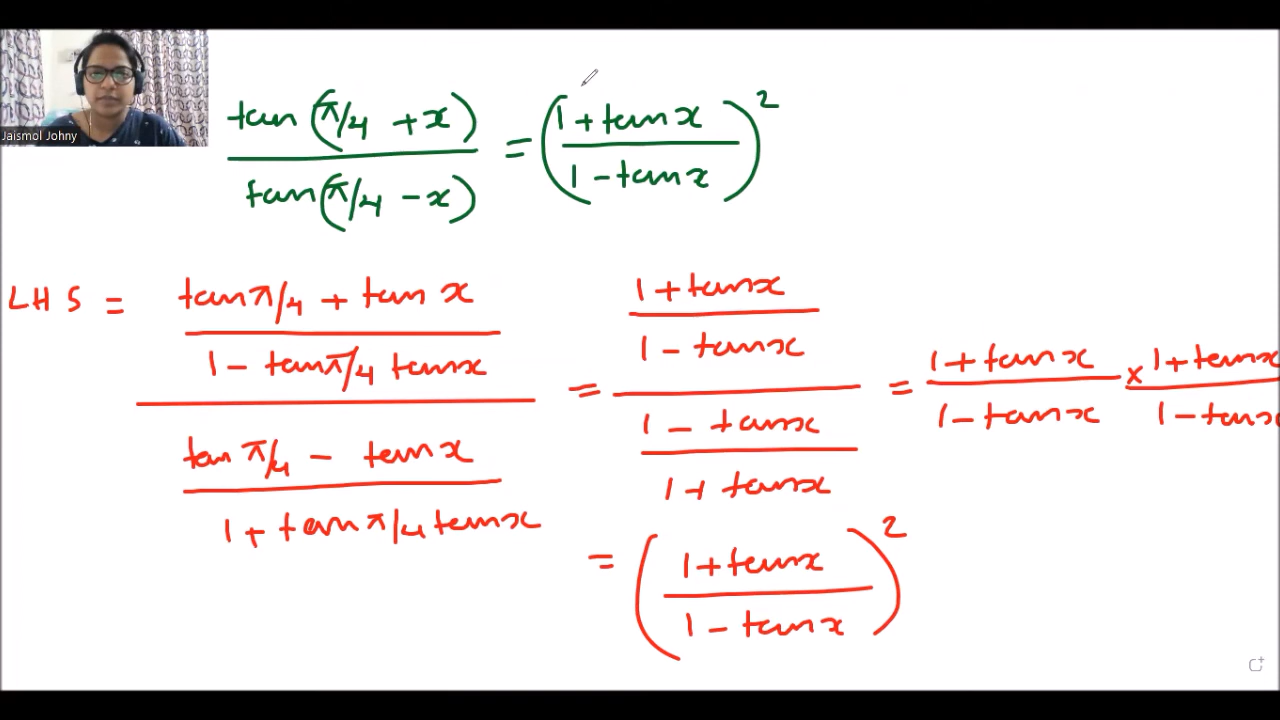 Jaismol Johny
tan(π/4 + x) / tan(π/4 - x) = ((1 + tan x) / (1 - tan x))²
LHS = ((tan π/4 + tan x) / (1 - tan π/4 tan x)) / ((tan π/4 - tan x) / (1 + tan π/4 tan x)) = ((1 + tan x) / (1 - tan x)) / ((1 - tan x) / (1 + tan x)) = (1 + tan x) / (1 - tan x) × (1 + tan x) / (1 - tan x)
= ((1 + tan x) / (1 - tan x))²